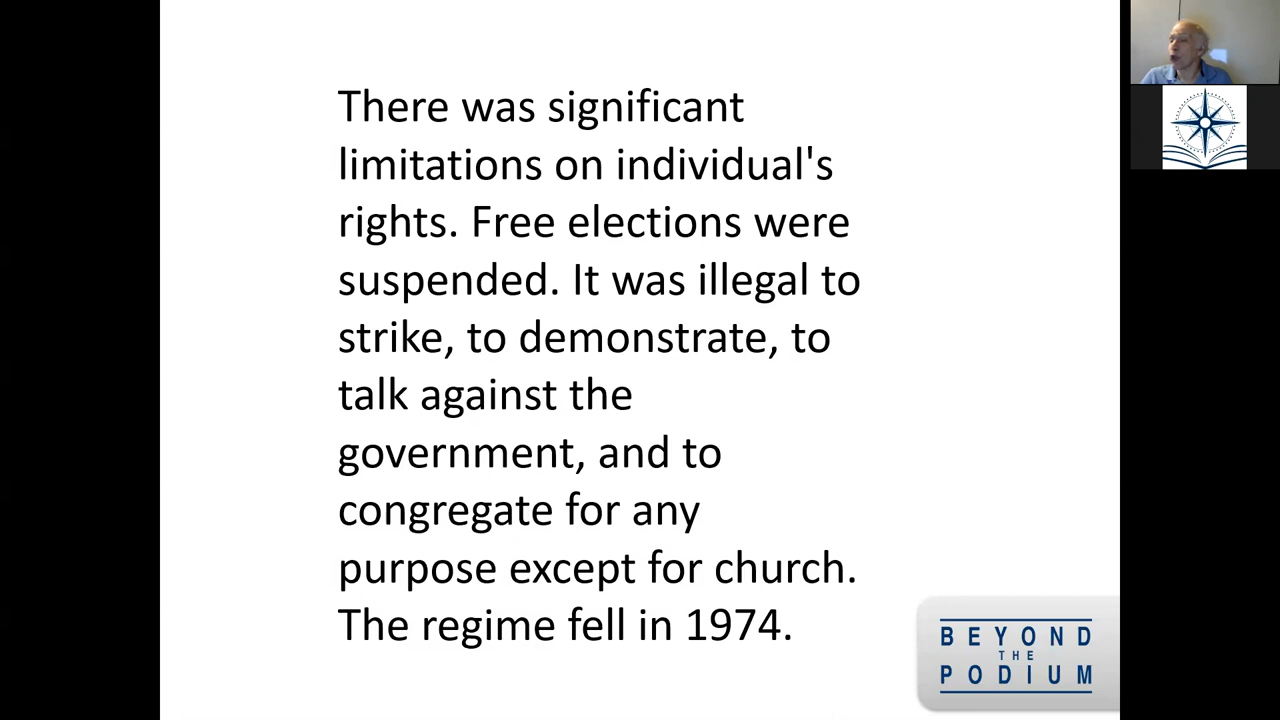 There was significant
limitations on individual's
rights. Free elections were
suspended. It was illegal to
strike, to demonstrate, to
talk against the
government, and to
congregate for any
purpose except for church.
The regime fell in 1974.
BEYOND
THE
PODIUM